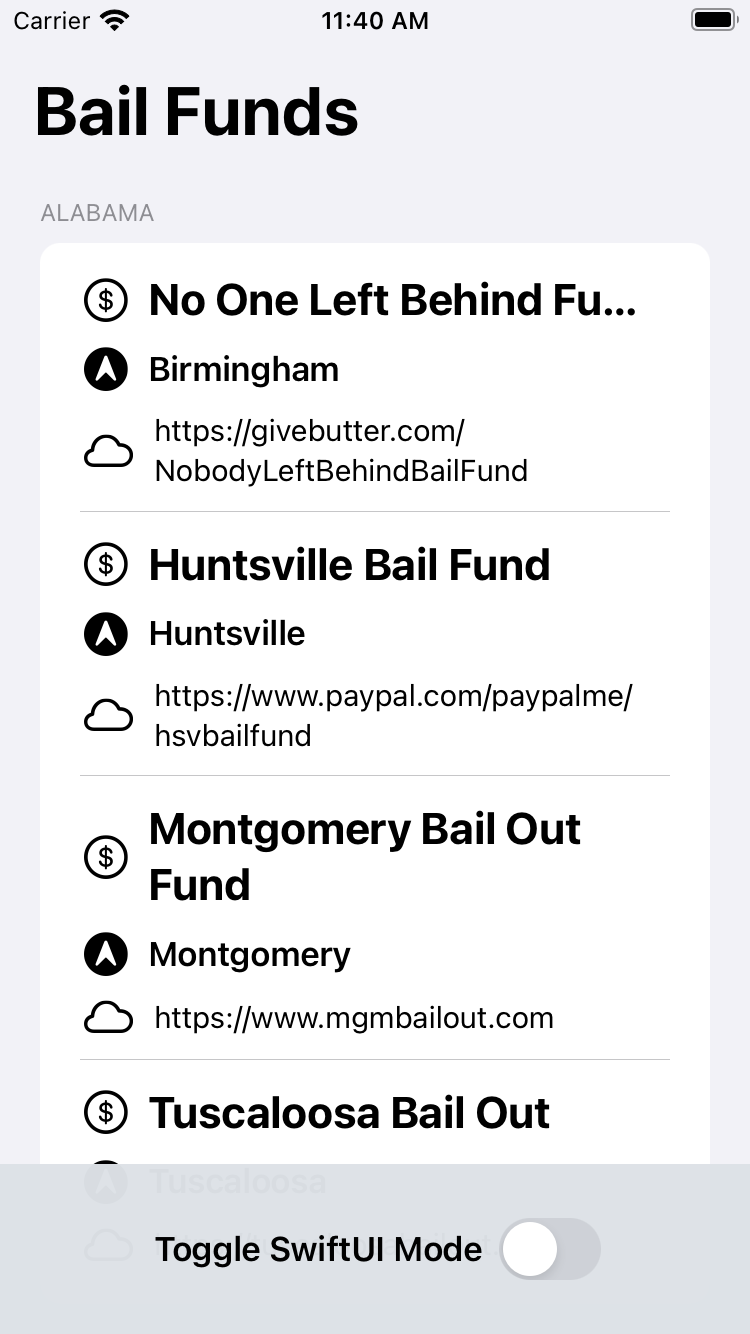 Carrier 11:40 AM
Bail Funds
ALABAMA
$ No One Left Behind Fu...
Birmingham
https://givebutter.com/
NobodyLeftBehindBailFund
$ Huntsville Bail Fund
Huntsville
https://www.paypal.com/paypalme/
hsvbailfund
$ Montgomery Bail Out
Fund
Montgomery
https://www.mgmbailout.com
$ Tuscaloosa Bail Out
Tuscaloosa
Toggle SwiftUI Mode